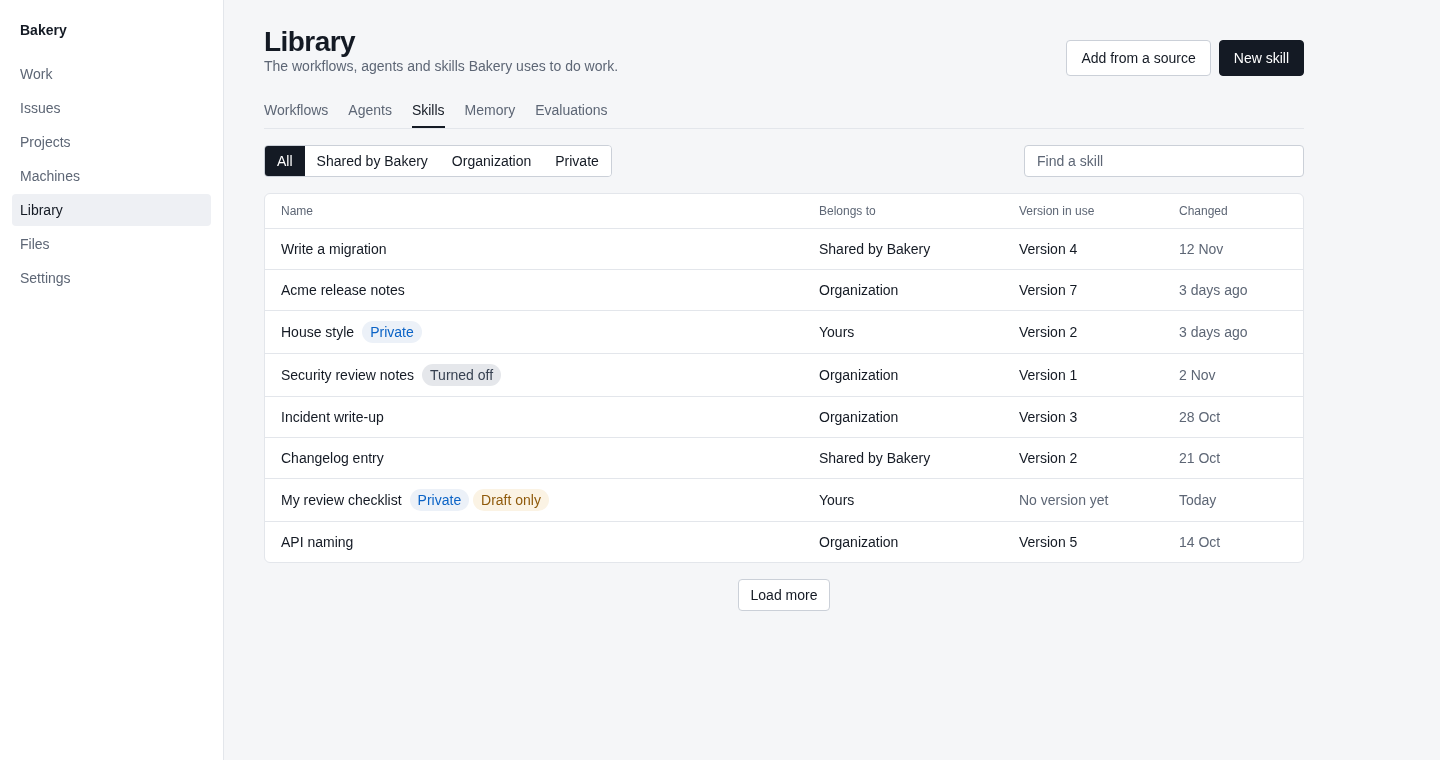 Bakery
Work
Issues
Projects
Machines
Library
Files
Settings
Library
The workflows, agents and skills Bakery uses to do work.
Add from a source
New skill
Workflows Agents Skills Memory Evaluations
All Shared by Bakery Organization Private
Find a skill
Name Belongs to Version in use Changed
Write a migration Shared by Bakery Version 4 12 Nov
Acme release notes Organization Version 7 3 days ago
House style Private Yours Version 2 3 days ago
Security review notes Turned off Organization Version 1 2 Nov
Incident write-up Organization Version 3 28 Oct
Changelog entry Shared by Bakery Version 2 21 Oct
My review checklist Private Draft only Yours No version yet Today
API naming Organization Version 5 14 Oct
Load more